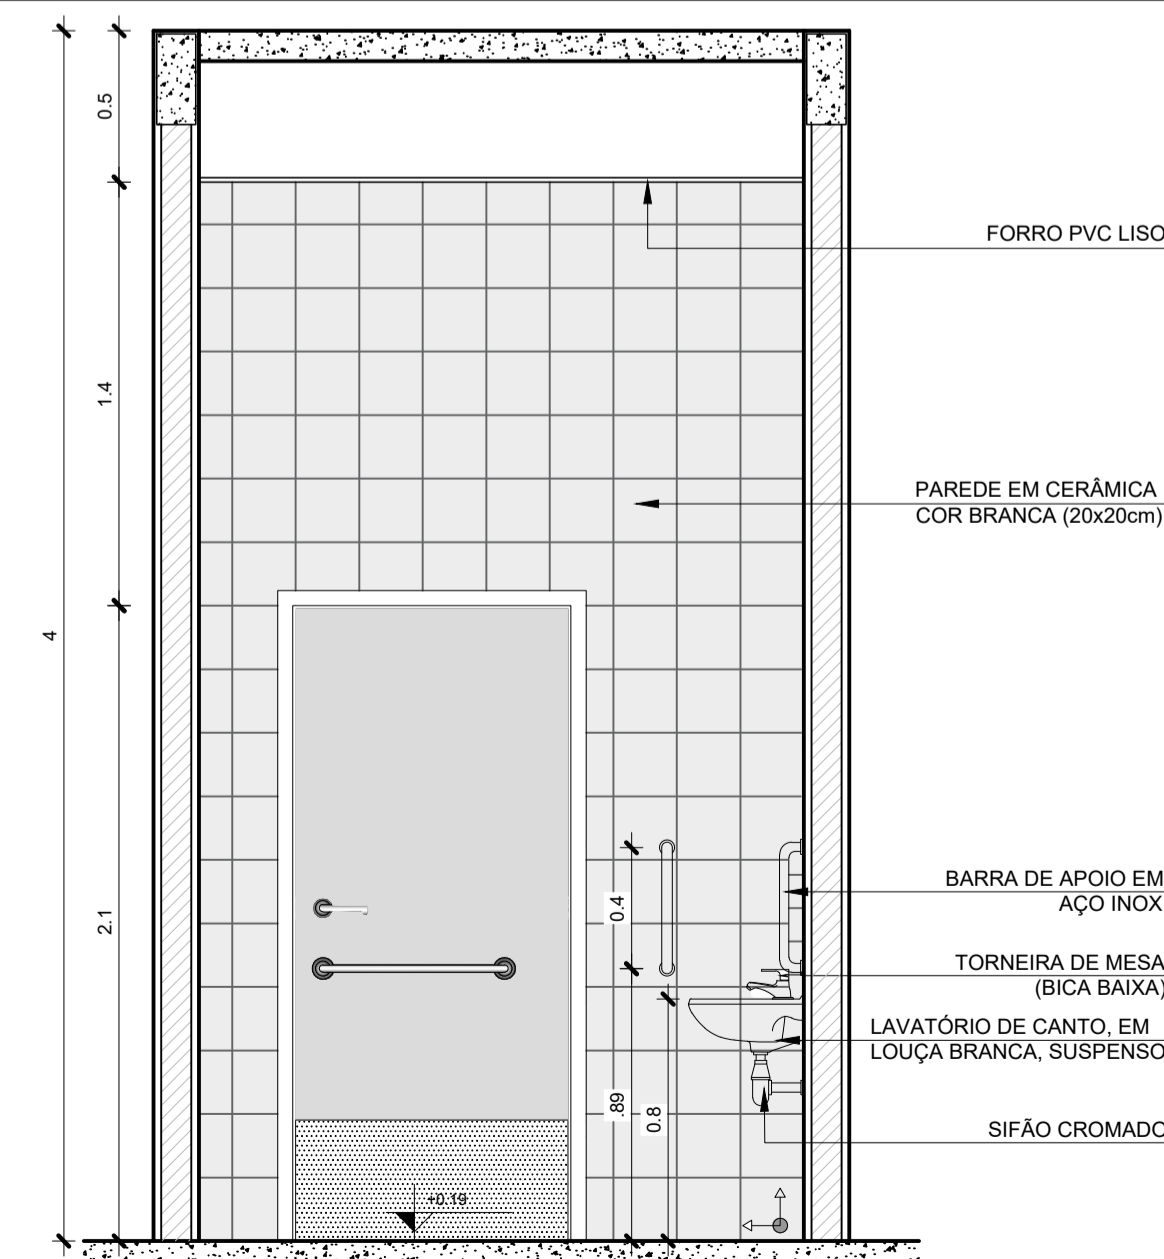 0.5
FORRO PVC LISO
1.4
PAREDE EM CERÂMICA
COR BRANCA (20x20cm)
4
2.1
0.4
BARRA DE APOIO EM
AÇO INOX
TORNEIRA DE MESA
(BICA BAIXA)
LAVATÓRIO DE CANTO, EM
LOUÇA BRANCA, SUSPENSO
.89
0.8
SIFÃO CROMADO
+0.19